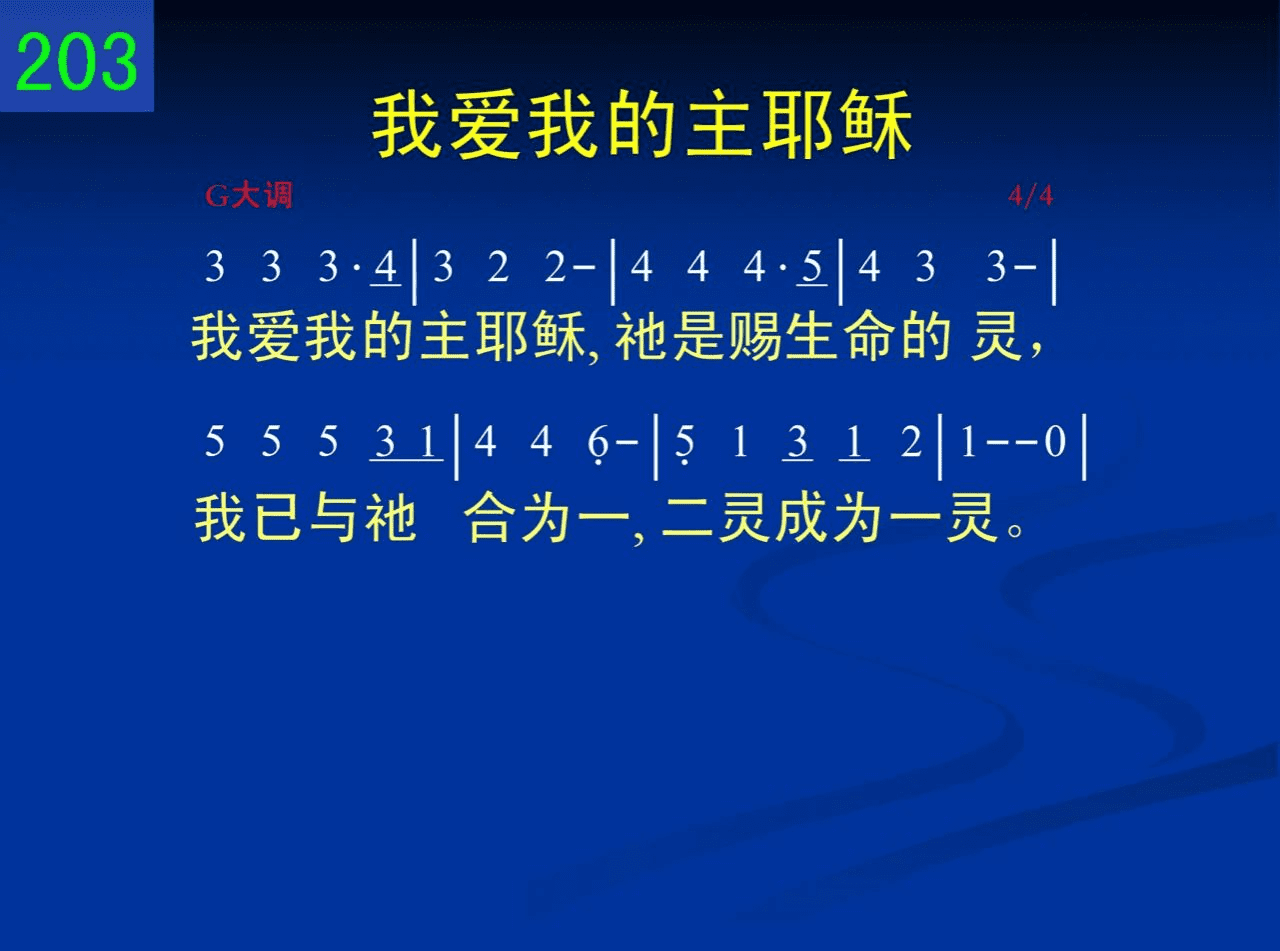 203
我爱我的主耶稣
G大调 4/4
3 3 3·4|3 2 2-|4 4 4·5|4 3 3-|
我爱我的主耶稣, 祂是赐生命的 灵，
5 5 5 3 1|4 4 6̣-|5̣ 1 3 1 2|1--0|
我已与祂 合为一, 二灵成为一灵。